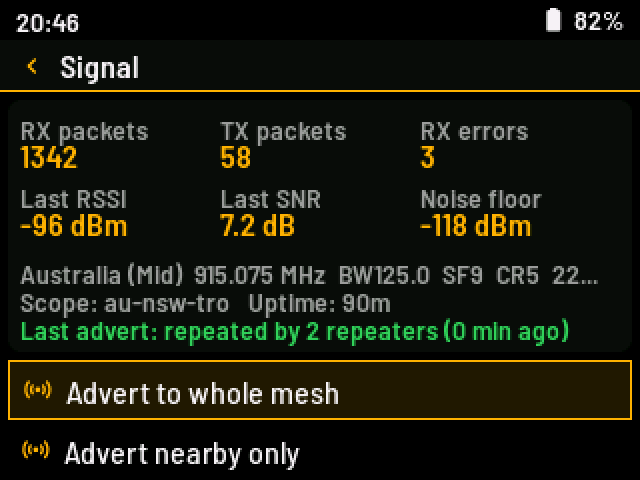 20:46 82%
Signal
RX packets TX packets RX errors
1342 58 3
Last RSSI Last SNR Noise floor
-96 dBm 7.2 dB -118 dBm
Australia (Mid) 915.075 MHz BW125.0 SF9 CR5 22...
Scope: au-nsw-tro Uptime: 90m
Last advert: repeated by 2 repeaters (0 min ago)
Advert to whole mesh
Advert nearby only